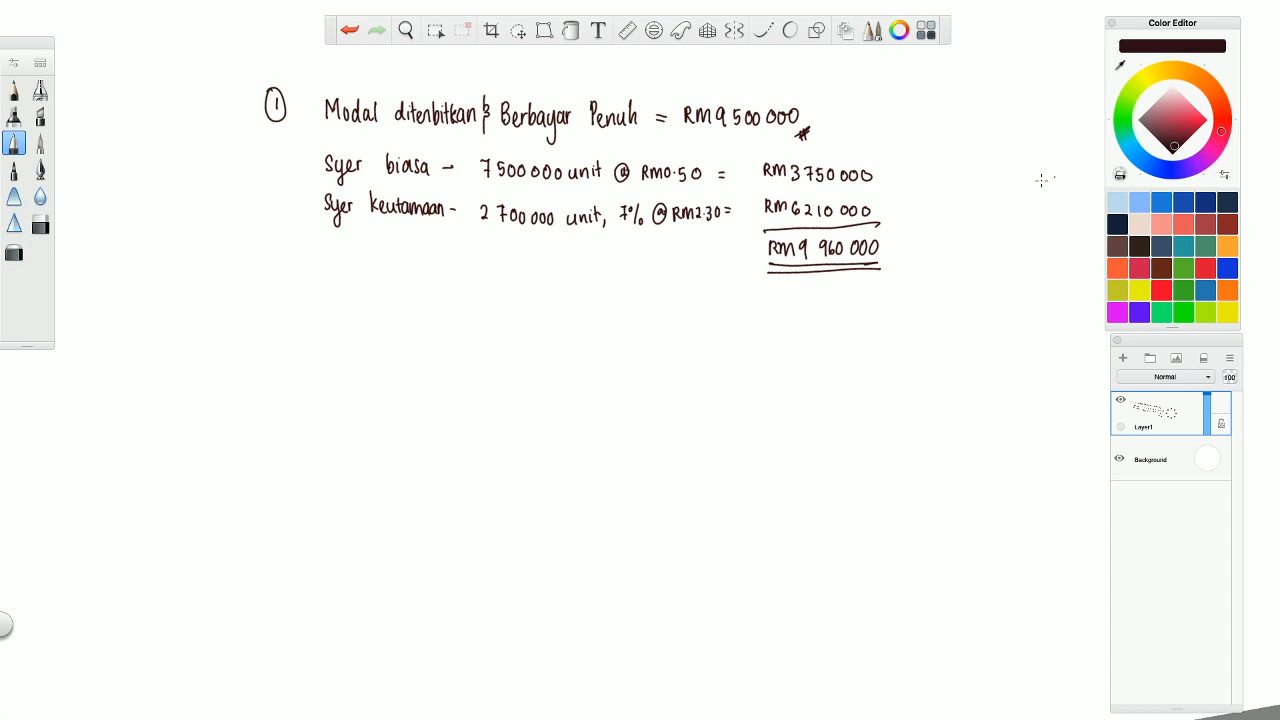 Color Editor
① Modal ditenbitkan & Berbayar Penuh = RM9 500 000
Syer biasa - 7 500 000 unit @ RM0.50 = RM3 750 000
Syer keutamaan - 2 700 000 unit, 7% @ RM2.30 = RM6 210 000
RM9 960 000
Normal
100
Layer1
Background